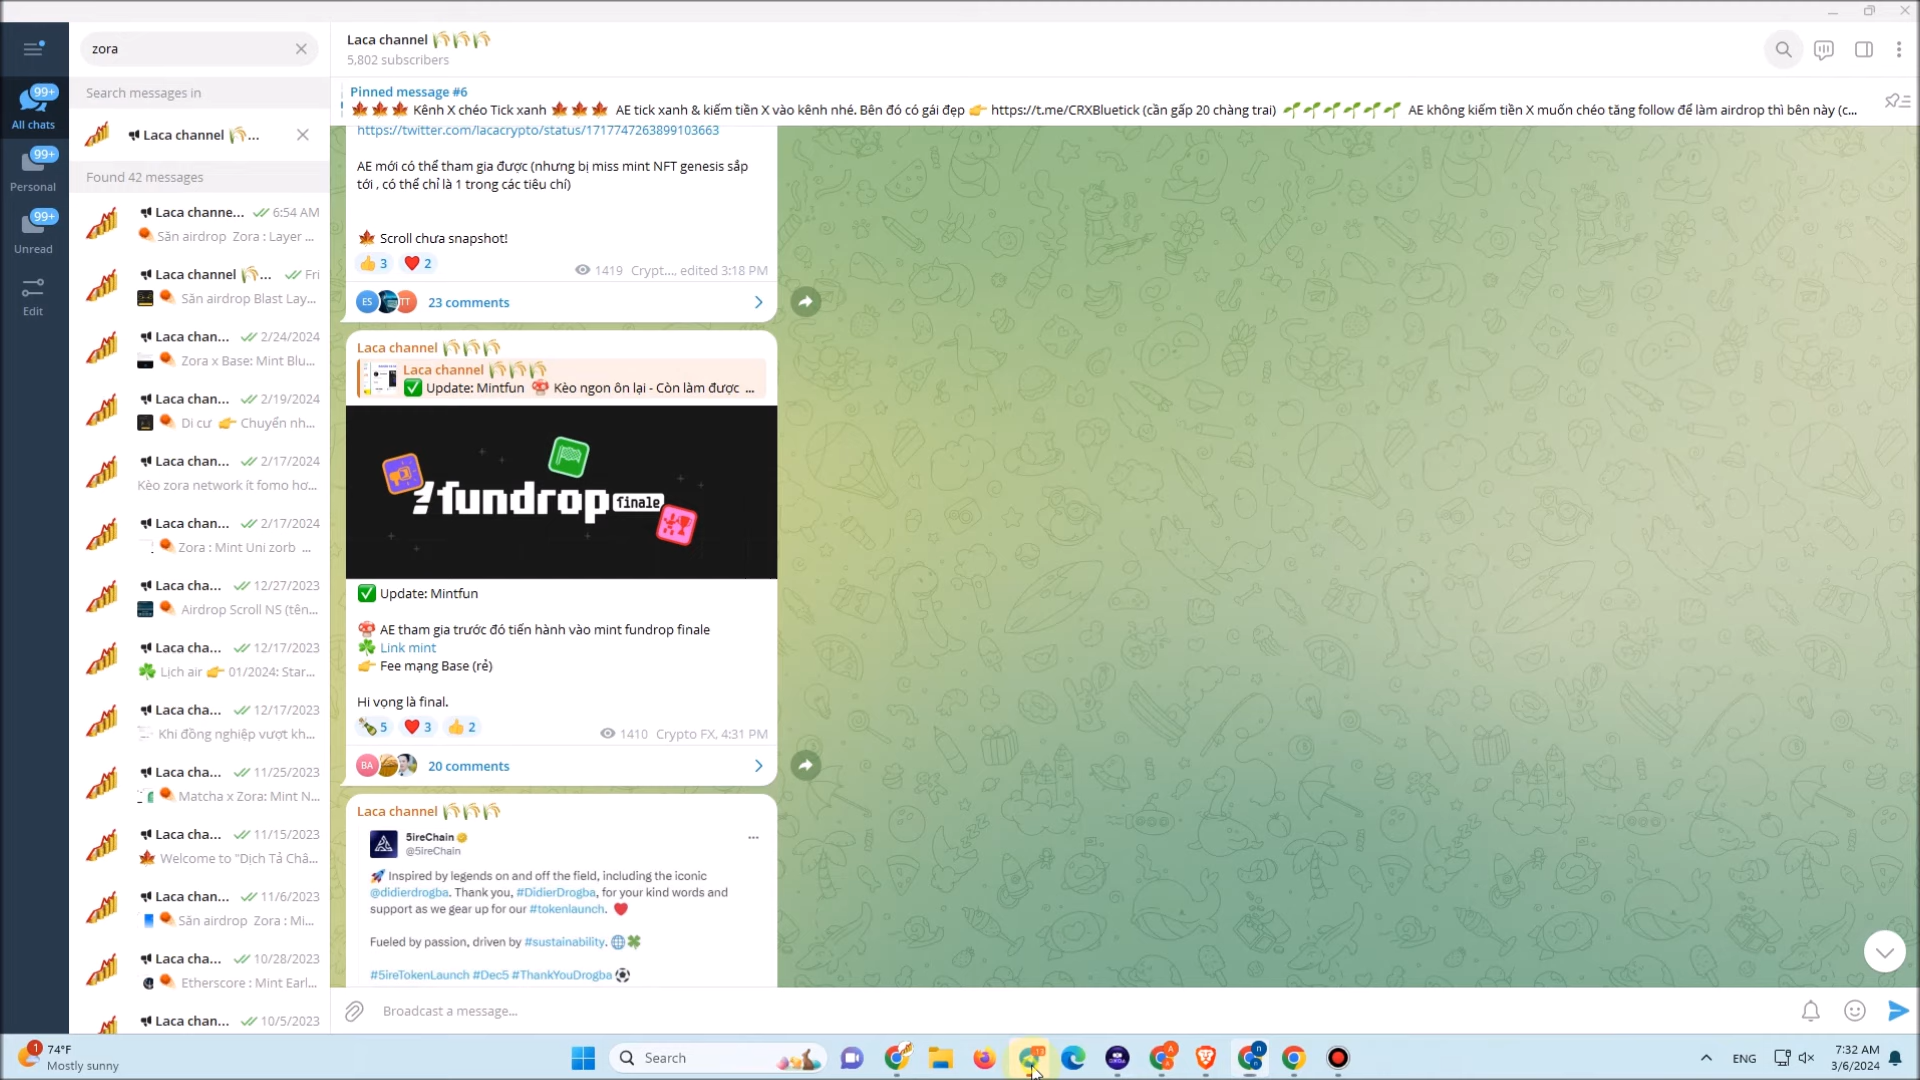 zora
Search messages in
Laca channel ...
Found 42 messages
Laca channe... 6:54 AM
Săn airdrop Zora : Layer ...
Laca channel ... Fri
Săn airdrop Blast Lay...
Laca chan... 2/24/2024
Zora x Base: Mint Blu...
Laca chan... 2/19/2024
Di cư 👉 Chuyển nh...
Laca chan... 2/17/2024
Kèo zora network ít fomo hơ...
Laca chan... 2/17/2024
Zora : Mint Uni zorb ...
Laca cha... 12/27/2023
Airdrop Scroll NS (tên...
Laca cha... 12/17/2023
Lịch air 👉 01/2024: Star...
Laca cha... 12/17/2023
Khi đồng nghiệp vượt kh...
Laca cha... 11/25/2023
Matcha x Zora: Mint N...
Laca cha... 11/15/2023
🍁 Welcome to "Dịch Tả Châ...
Laca cha... 11/6/2023
Săn airdrop Zora : Mi...
Laca cha... 10/28/2023
Etherscore : Mint Earl...
Laca chan... 10/5/2023
99+
All chats
99+
Personal
99+
Unread
Edit
Laca channel 🌾🌾🌾
5,802 subscribers
Pinned message #6
🍁🍁🍁 Kênh X chéo Tick xanh 🍁🍁🍁 AE tick xanh & kiếm tiền X vào kênh nhé. Bên đó có gái đẹp 👉 https://t.me/CRXBluetick (cần gấp 20 chàng trai) 🌱🌱🌱🌱🌱🌱 AE không kiếm tiền X muốn chéo tăng follow để làm airdrop thì bên này (c...
https://twitter.com/lacacrypto/status/1717747263899103663
AE mới có thể tham gia được (nhưng bị miss mint NFT genesis sắp
tới , có thể chỉ là 1 trong các tiêu chí)
🍁 Scroll chưa snapshot!
👍 3 ❤️ 2
1419 Crypt...., edited 3:18 PM
ES TT 23 comments
Laca channel 🌾🌾🌾
Laca channel 🌾🌾🌾
✅ Update: Mintfun 🍄 Kèo ngon ôn lại - Còn làm được ...
fundrop finale
✅ Update: Mintfun
🍄 AE tham gia trước đó tiến hành vào mint fundrop finale
☘️ Link mint
👉 Fee mạng Base (rẻ)
Hi vọng là final.
🍾 5 ❤️ 3 👍 2
1410 Crypto FX, 4:31 PM
BA 20 comments
Laca channel 🌾🌾🌾
5ireChain
@5ireChain
🚀 Inspired by legends on and off the field, including the iconic
@didierdrogba. Thank you, #DidierDrogba, for your kind words and
support as we gear up for our #tokenlaunch. ❤️
Fueled by passion, driven by #sustainability. 🌐🍀
#5ireTokenLaunch #Dec5 #ThankYouDrogba ⚽
Broadcast a message...
1
74°F
Mostly sunny
Search
ENG
7:32 AM
3/6/2024